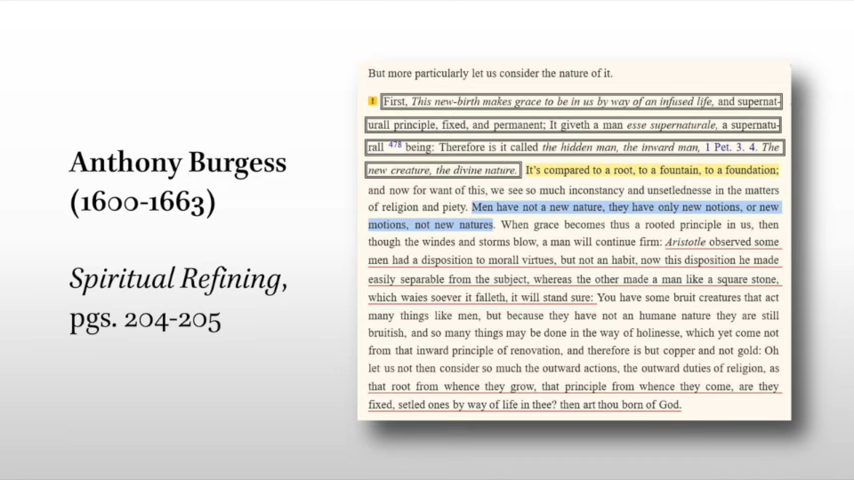 Anthony Burgess
(1600-1663)
Spiritual Refining,
pgs. 204-205
But more particularly let us consider the nature of it.
! First, This new-birth makes grace to be in us by way of an infused life, and supernat-
urall principle, fixed, and permanent; It giveth a man esse supernaturale, a supernatu-
rall 478 being: Therefore is it called the hidden man, the inward man, 1 Pet. 3. 4. The
new creature, the divine nature. It's compared to a root, to a fountain, to a foundation;
and now for want of this, we see so much inconstancy and unsetlednesse in the matters
of religion and piety. Men have not a new nature, they have only new notions, or new
motions, not new natures. When grace becomes thus a rooted principle in us, then
though the windes and storms blow, a man will continue firm: Aristotle observed some
men had a disposition to morall virtues, but not an habit, now this disposition he made
easily separable from the subject, whereas the other made a man like a square stone,
which waies soever it falleth, it will stand sure: You have some bruit creatures that act
many things like men, but because they have not an humane nature they are still
bruitish, and so many things may be done in the way of holinesse, which yet come not
from that inward principle of renovation, and therefore is but copper and not gold: Oh
let us not then consider so much the outward actions, the outward duties of religion, as
that root from whence they grow, that principle from whence they come, are they
fixed, setled ones by way of life in thee? then art thou born of God.